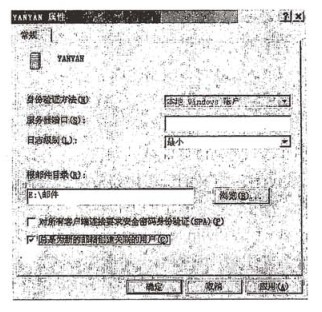 YANYAN 属性
常规
YANYAN
身份验证方法(M)
本地 Windows 帐户
服务器端口(S):
日志级别(L):
最小
根邮件目录(R):
E:\邮件
浏览(B)...
对所有客户端连接要求安全密码身份验证(SPA)(P)
总是为新的邮箱创建关联的用户(C)
确定
取消
应用(A)